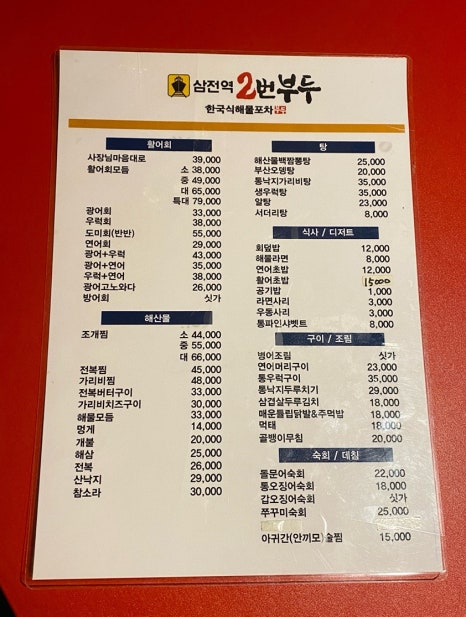 삼전역 2번부두
한국식해물포차
활어회
사장님마음대로 39,000
활어회모듬 소 38,000
중 49,000
대 65,000
특대 79,000
광어회 33,000
우럭회 38,000
도미회(반반) 55,000
연어회 29,000
광어+우럭 43,000
광어+연어 35,000
우럭+연어 38,000
광어고노와다 26,000
방어회 싯가
해산물
조개찜 소 44,000
중 55,000
대 66,000
전복찜 45,000
가리비찜 48,000
전복버터구이 33,000
가리비치즈구이 30,000
해물모듬 33,000
멍게 14,000
개불 20,000
해삼 25,000
전복 26,000
산낙지 29,000
참소라 30,000
탕
해산물백짬뽕탕 25,000
부산오뎅탕 20,000
통낙지가리비탕 35,000
생우럭탕 35,000
알탕 23,000
서더리탕 8,000
식사 / 디저트
회덮밥 12,000
해물라면 8,000
연어초밥 12,000
활어초밥 15000
공기밥 1,000
라면사리 3,000
우동사리 3,000
통파인샤벳트 8,000
구이 / 조림
병어조림 싯가
연어머리구이 23,000
통우럭구이 35,000
통낙지두루치기 29,000
삼겹살두루김치 18,000
매운튤립닭발&주먹밥 18,000
먹태 18,000
골뱅이무침 20,000
숙회 / 데침
돌문어숙회 22,000
통오징어숙회 18,000
갑오징어숙회 싯가
쭈꾸미숙회 25,000
아귀간(안끼모)술찜 15,000